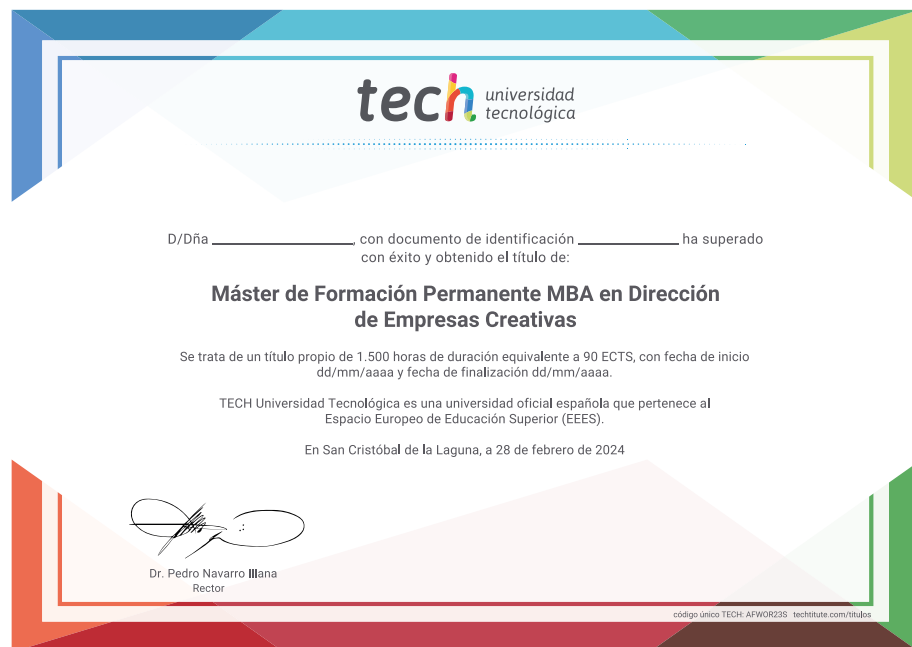 tech universidad
tecnológica
D/Dña ______________, con documento de identificación __________ ha superado
con éxito y obtenido el título de:
Máster de Formación Permanente MBA en Dirección
de Empresas Creativas
Se trata de un título propio de 1.500 horas de duración equivalente a 90 ECTS, con fecha de inicio
dd/mm/aaaa y fecha de finalización dd/mm/aaaa.
TECH Universidad Tecnológica es una universidad oficial española que pertenece al
Espacio Europeo de Educación Superior (EEES).
En San Cristóbal de la Laguna, a 28 de febrero de 2024
Dr. Pedro Navarro Illana
Rector
código único TECH: AFWOR23S techtitute.com/titulos